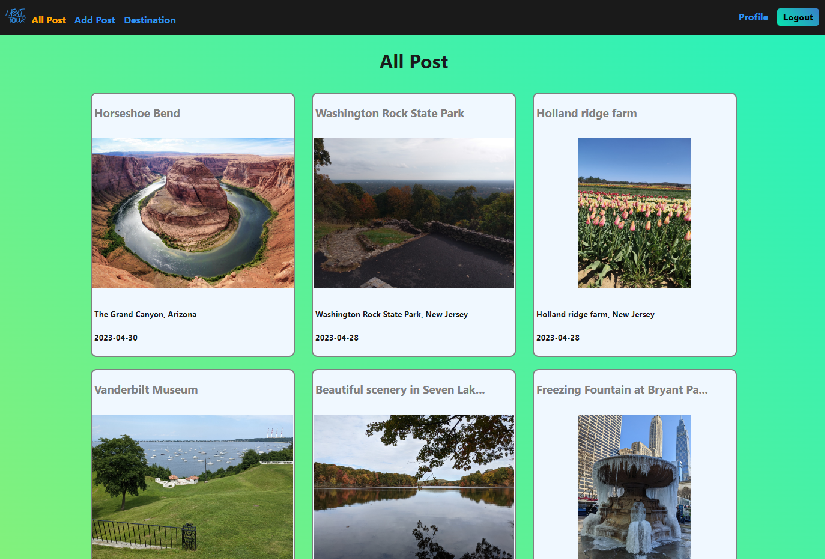 NEXT TOUR
All Post
Add Post
Destination
Profile
Logout
All Post
Horseshoe Bend
Washington Rock State Park
Holland ridge farm
The Grand Canyon, Arizona
Washington Rock State Park, New Jersey
Holland ridge farm, New Jersey
2023-04-30
2023-04-28
2023-04-28
Vanderbilt Museum
Beautiful scenery in Seven Lak...
Freezing Fountain at Bryant Pa...